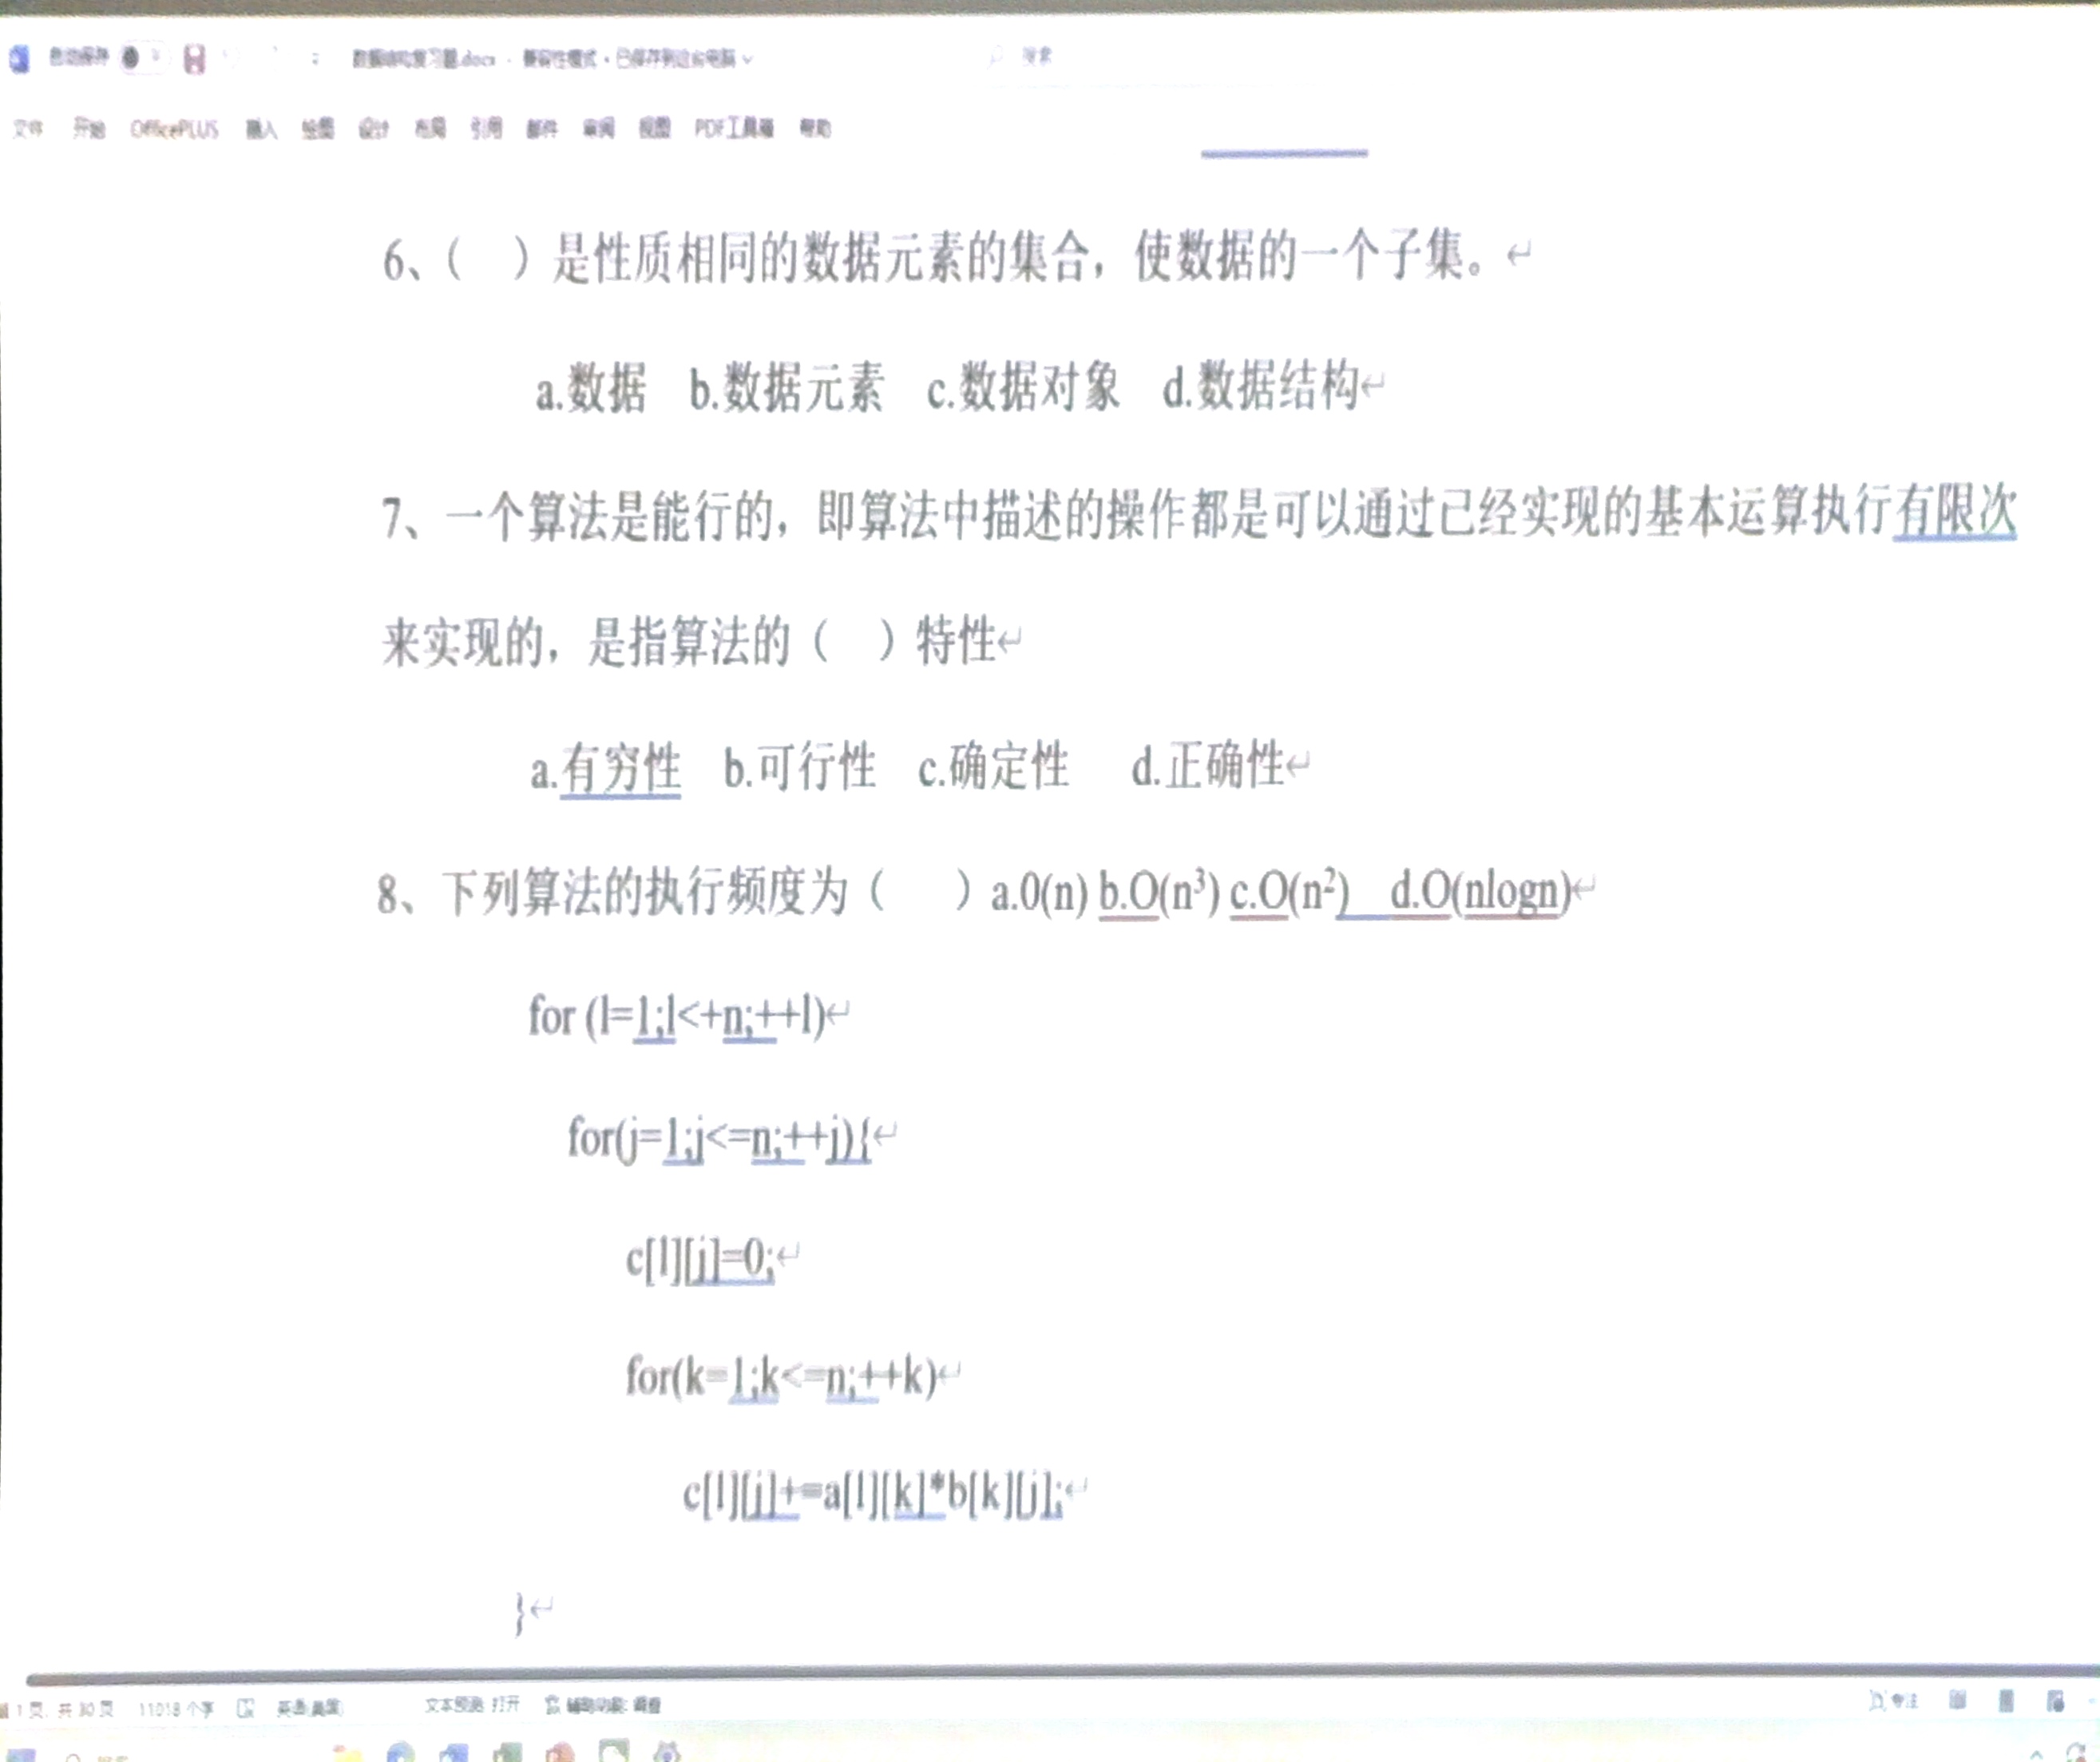 自动保存
数据结构复习题.docx - 兼容性模式 • 已保存到这台电脑
搜索
文件 开始 OfficePLUS 插入 绘图 设计 布局 引用 邮件 审阅 视图 PDF工具箱 帮助
6、（ ）是性质相同的数据元素的集合，使数据的一个子集。
a.数据 b.数据元素 c.数据对象 d.数据结构
7、一个算法是能行的，即算法中描述的操作都是可以通过已经实现的基本运算执行有限次
来实现的，是指算法的（ ）特性
a.有穷性 b.可行性 c.确定性 d.正确性
8、下列算法的执行频度为（ ）a.0(n) b.O(n³) c.O(n²) d.O(nlogn)
for (l=1;l<+n;++l)
for(j=1;j<=n;++j){
c[l][j]=0;
for(k=1;k<=n;++k)
c[l][j]+=a[l][k]*b[k][j];
}
第1页, 共30页 11018个字 英语(美国) 文本预测: 打开 辅助功能: 调查 专注